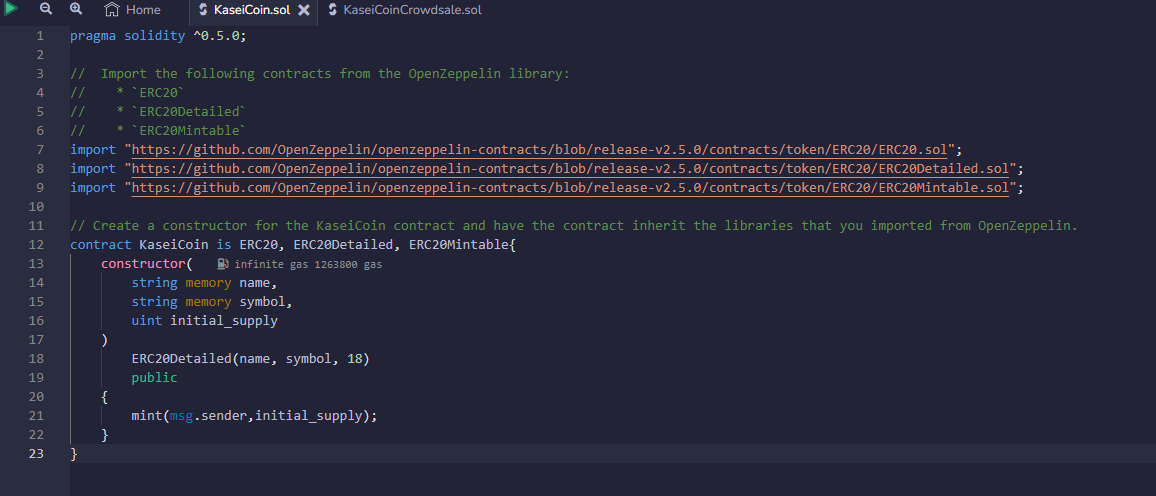 Home KaseiCoin.sol KaseiCoinCrowdsale.sol
1 pragma solidity ^0.5.0;
2
3 //  Import the following contracts from the OpenZeppelin library:
4 //    * `ERC20`
5 //    * `ERC20Detailed`
6 //    * `ERC20Mintable`
7 import "https://github.com/OpenZeppelin/openzeppelin-contracts/blob/release-v2.5.0/contracts/token/ERC20/ERC20.sol";
8 import "https://github.com/OpenZeppelin/openzeppelin-contracts/blob/release-v2.5.0/contracts/token/ERC20/ERC20Detailed.sol";
9 import "https://github.com/OpenZeppelin/openzeppelin-contracts/blob/release-v2.5.0/contracts/token/ERC20/ERC20Mintable.sol";
10
11 // Create a constructor for the KaseiCoin contract and have the contract inherit the libraries that you imported from OpenZeppelin.
12 contract KaseiCoin is ERC20, ERC20Detailed, ERC20Mintable{
13     constructor( infinite gas 1263800 gas
14         string memory name,
15         string memory symbol,
16         uint initial_supply
17     )
18         ERC20Detailed(name, symbol, 18)
19         public
20     {
21         mint(msg.sender,initial_supply);
22     }
23 }